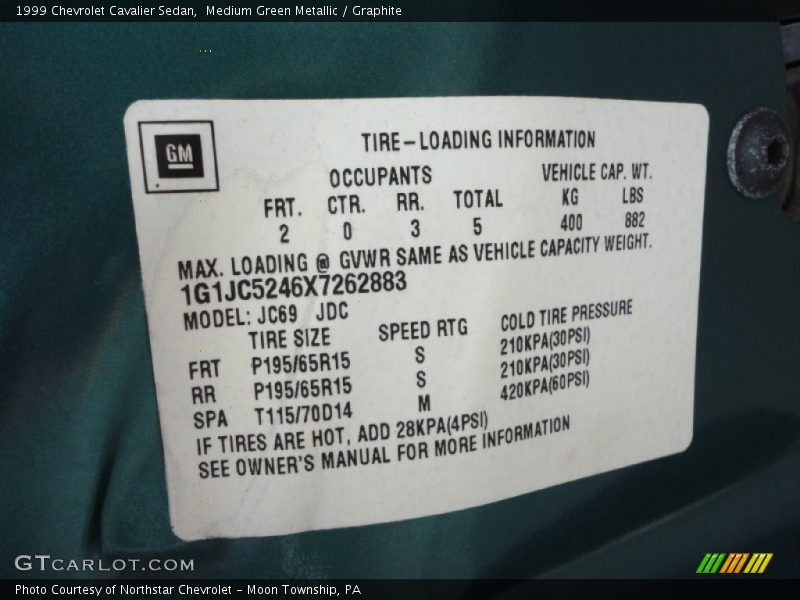 1999 Chevrolet Cavalier Sedan,  Medium Green Metallic / Graphite
GM
TIRE-LOADING INFORMATION
OCCUPANTS VEHICLE CAP. WT.
FRT. CTR. RR. TOTAL KG LBS
2 0 3 5 400 882
MAX. LOADING @ GVWR SAME AS VEHICLE CAPACITY WEIGHT.
1G1JC5246X7262883
MODEL: JC69 JDC
TIRE SIZE SPEED RTG COLD TIRE PRESSURE
FRT P195/65R15 S 210KPA(30PSI)
RR P195/65R15 S 210KPA(30PSI)
SPA T115/70D14 M 420KPA(60PSI)
IF TIRES ARE HOT, ADD 28KPA(4PSI)
SEE OWNER'S MANUAL FOR MORE INFORMATION
GTCARLOT.COM
Photo Courtesy of Northstar Chevrolet - Moon Township, PA